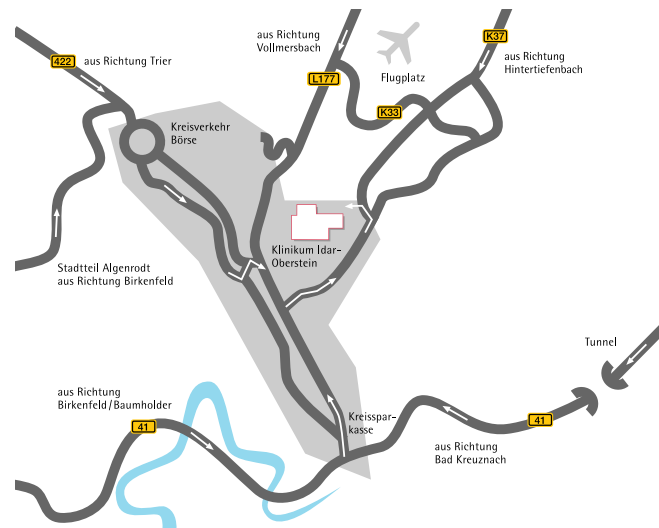 aus Richtung
Vollmersbach
K37
422
aus Richtung Trier
aus Richtung
Hintertiefenbach
L177
Flugplatz
K33
Kreisverkehr
Börse
Klinikum Idar-
Oberstein
Stadtteil Algenrodt
aus Richtung Birkenfeld
Tunnel
aus Richtung
Birkenfeld/Baumholder
41
Kreisspar-
kasse
41
aus Richtung
Bad Kreuznach